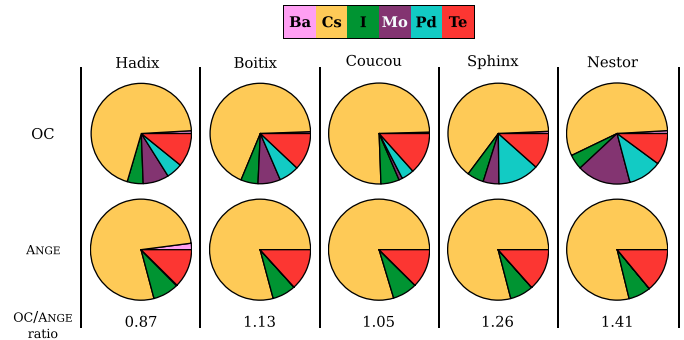 Ba Cs I Mo Pd Te
Hadix Boitix Coucou Sphinx Nestor
OC
ANGE
OC/ANGE
ratio
0.87 1.13 1.05 1.26 1.41